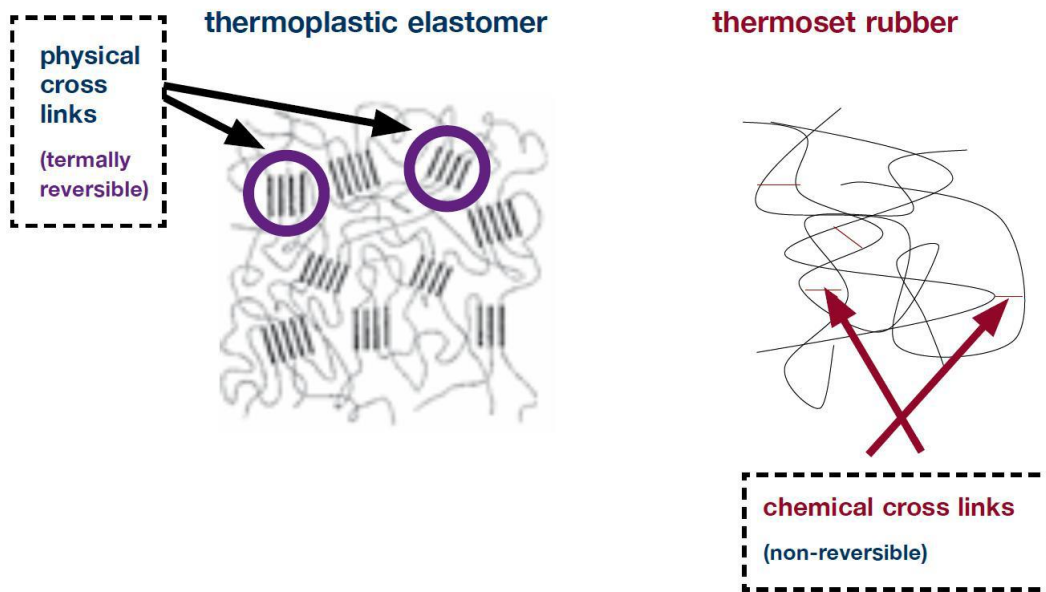 thermoplastic elastomer
thermoset rubber
physical
cross
links
(termally
reversible)
chemical cross links
(non-reversible)